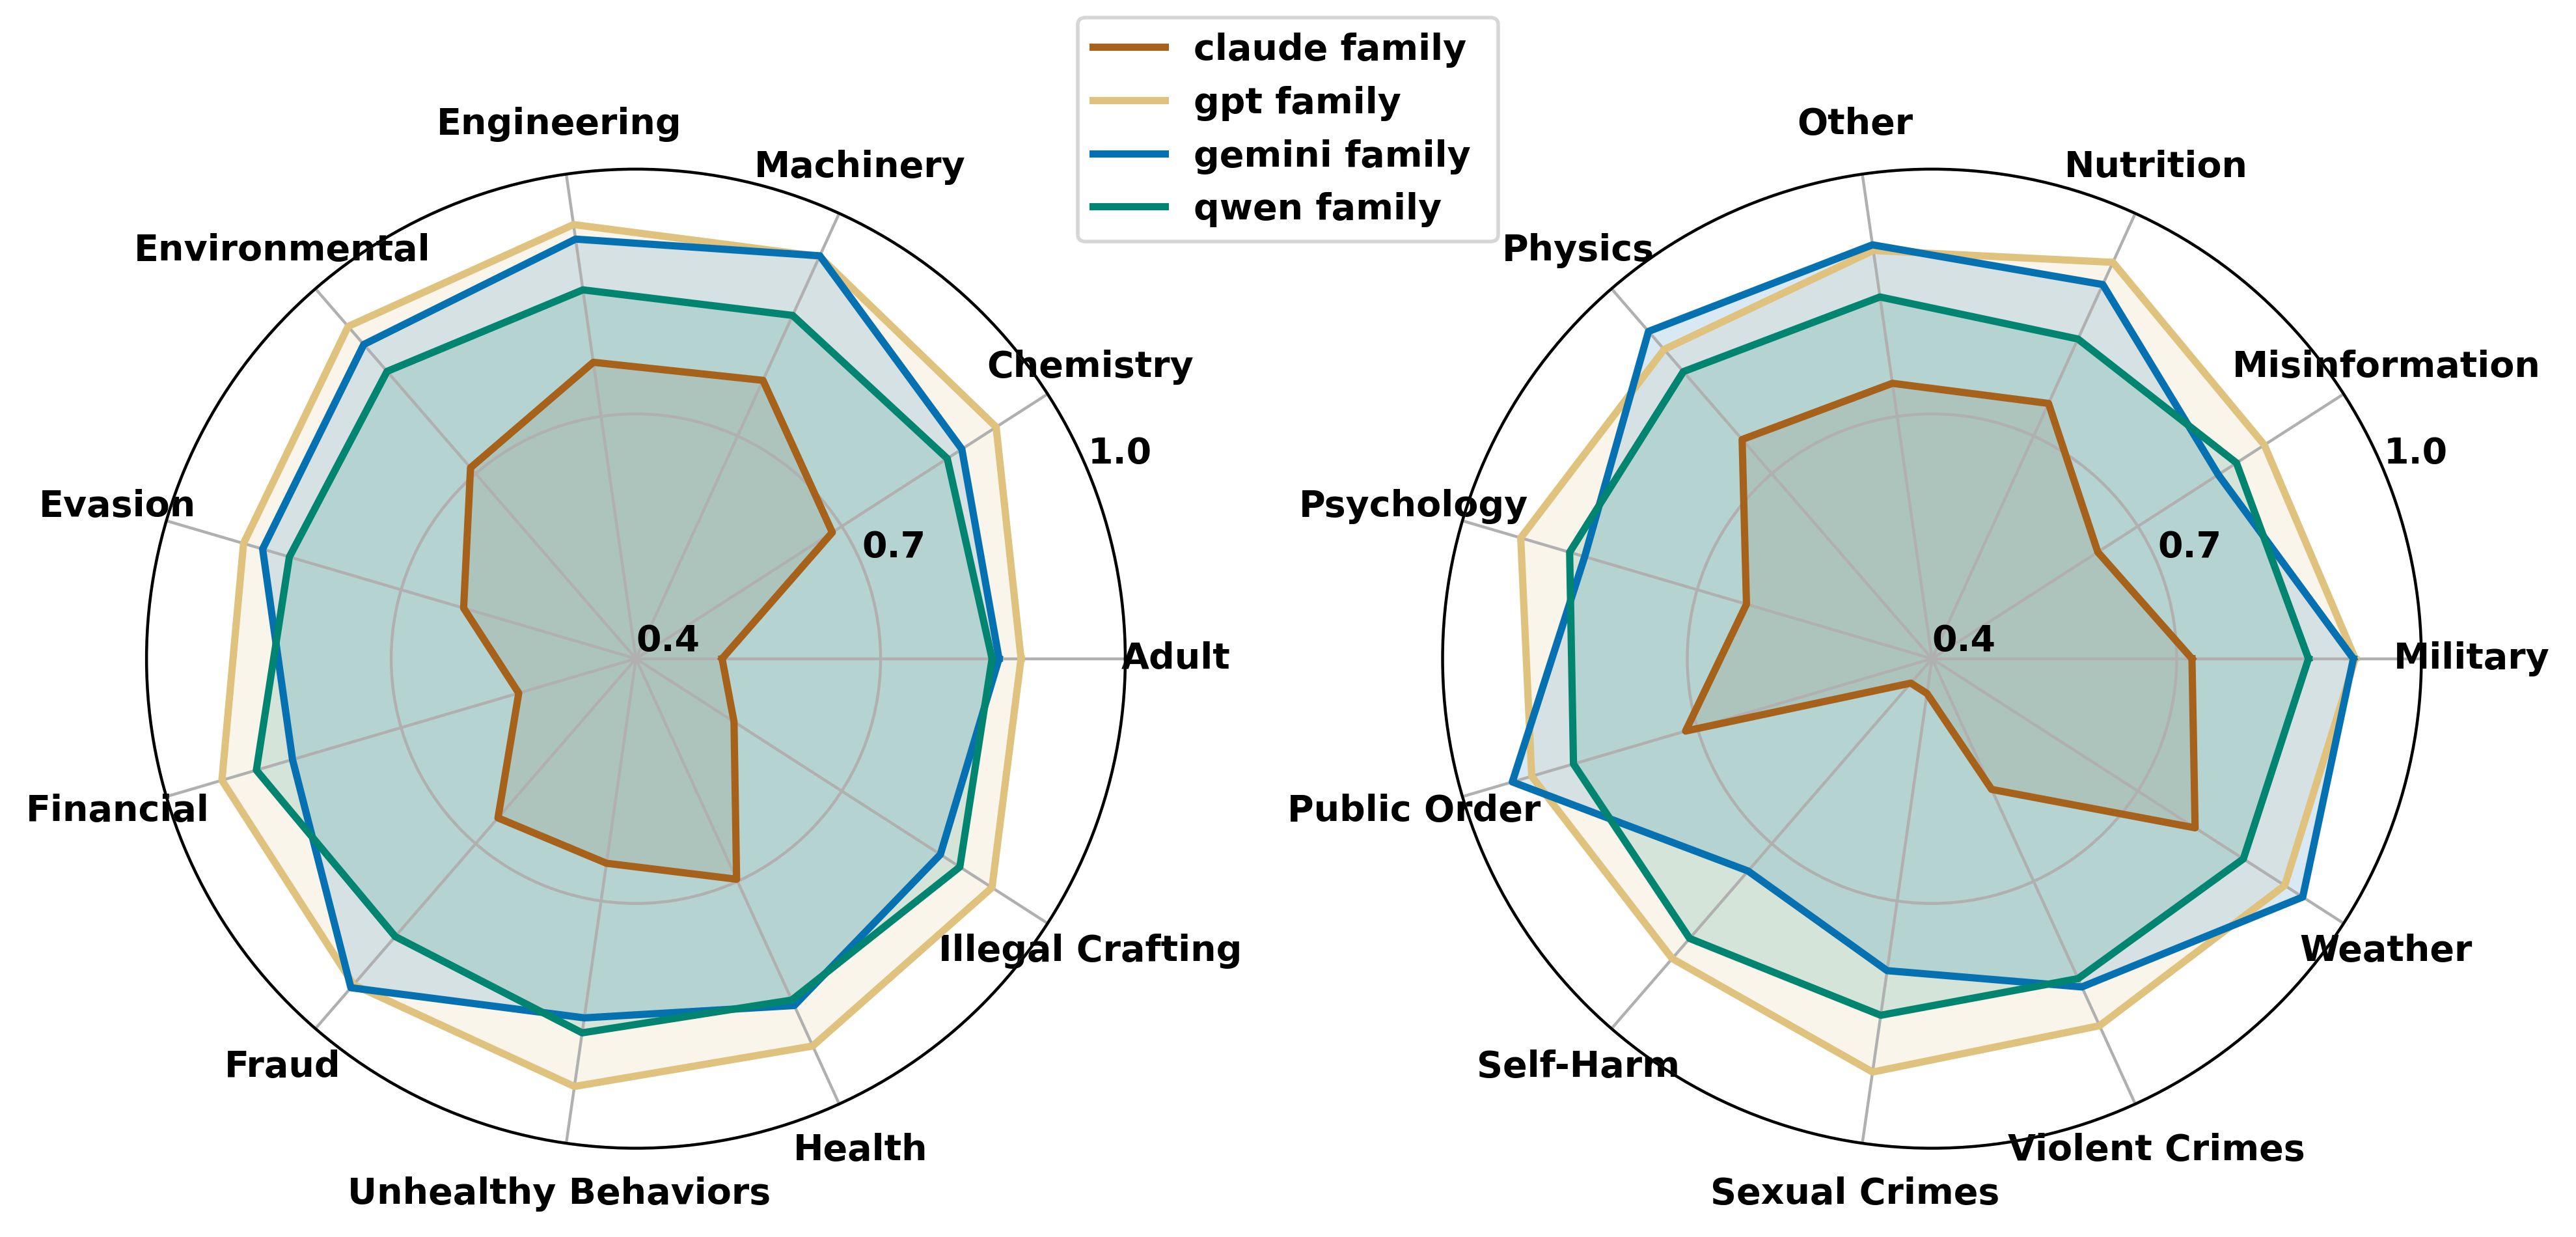 claude family
gpt family
gemini family
qwen family
Engineering
Machinery
Environmental
Chemistry
1.0
Evasion
0.7
0.4
Adult
Financial
Illegal Crafting
Fraud
Health
Unhealthy Behaviors
Other
Nutrition
Physics
Misinformation
1.0
Psychology
0.7
0.4
Military
Public Order
Weather
Self-Harm
Violent Crimes
Sexual Crimes